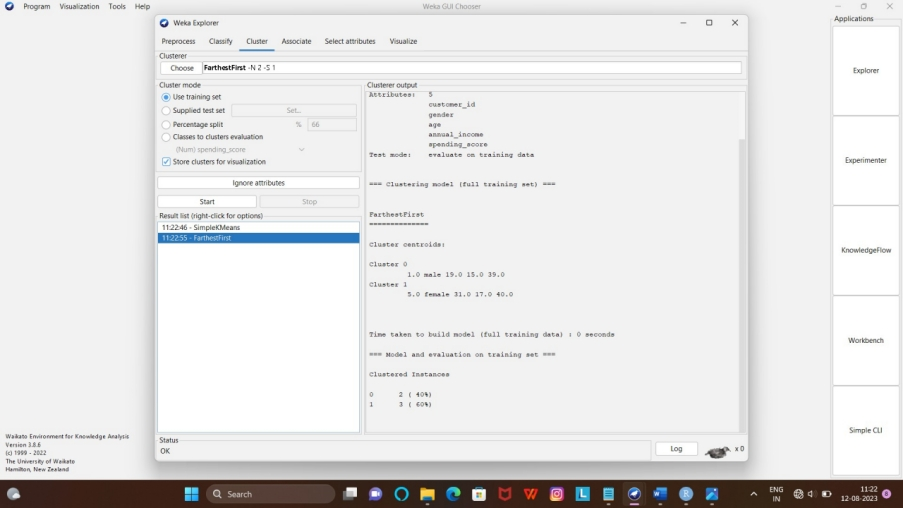 Program Visualization Tools Help
Weka GUI Chooser
Applications
Weka Explorer
Preprocess Classify Cluster Associate Select attributes Visualize
Clusterer
Choose FarthestFirst -N 2 -S 1
Cluster mode
Use training set
Supplied test set Set...
Percentage split % 66
Classes to clusters evaluation
(Num) spending_score
Store clusters for visualization
Ignore attributes
Start Stop
Result list (right-click for options)
11:22:46 - SimpleKMeans
11:22:55 - FarthestFirst
Clusterer output
Attributes: 5
customer_id
gender
age
annual_income
spending_score
Test mode: evaluate on training data
=== Clustering model (full training set) ===
FarthestFirst
==============
Cluster centroids:
Cluster 0
1.0 male 19.0 15.0 39.0
Cluster 1
5.0 female 31.0 17.0 40.0
Time taken to build model (full training data) : 0 seconds
=== Model and evaluation on training set ===
Clustered Instances
0 2 ( 40%)
1 3 ( 60%)
Status
OK
Log x 0
Explorer
Experimenter
KnowledgeFlow
Workbench
Simple CLI
Waikato Environment for Knowledge Analysis
Version 3.8.6
(c) 1999 - 2022
The University of Waikato
Hamilton, New Zealand
Search
ENG
IN
11:22
12-08-2023